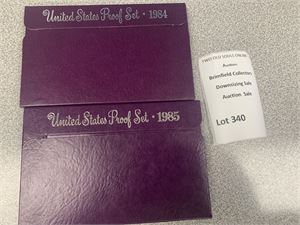 United States Proof Set · 1984
TWO OLD SOULS ONLINE
Auction
Brimfield Collectors
Downsizing Sale
Auction Sale
Lot 340
United States Proof Set · 1985